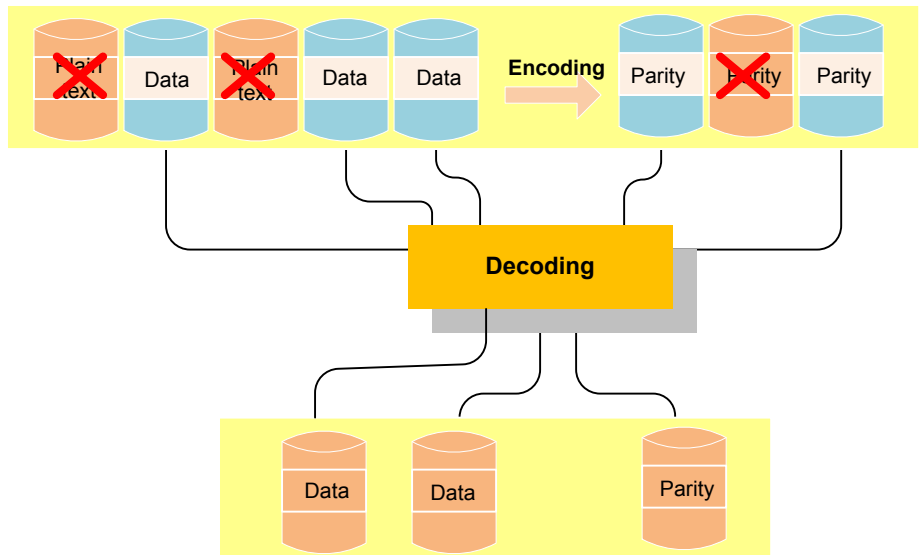 Plain
text
Data
Plain
text
Data
Data
Encoding
Parity
Parity
Parity
Decoding
Data
Data
Parity